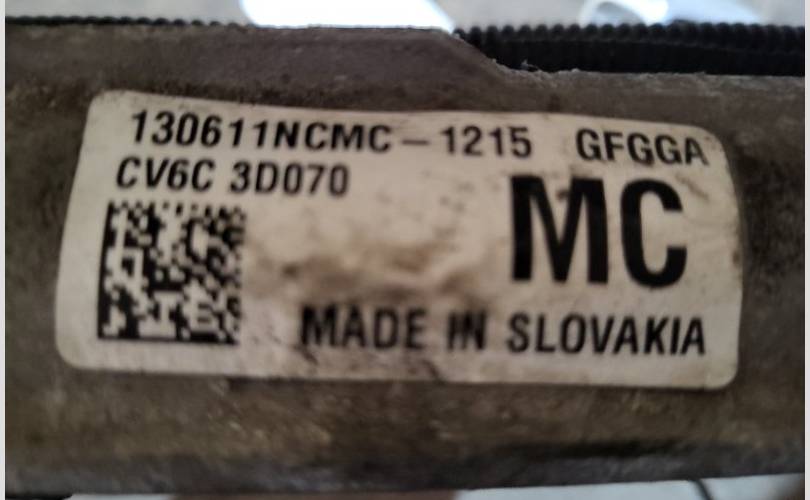 130611NCMC-1215 GFGGA
CV6C 3D070
MC
MADE IN SLOVAKIA